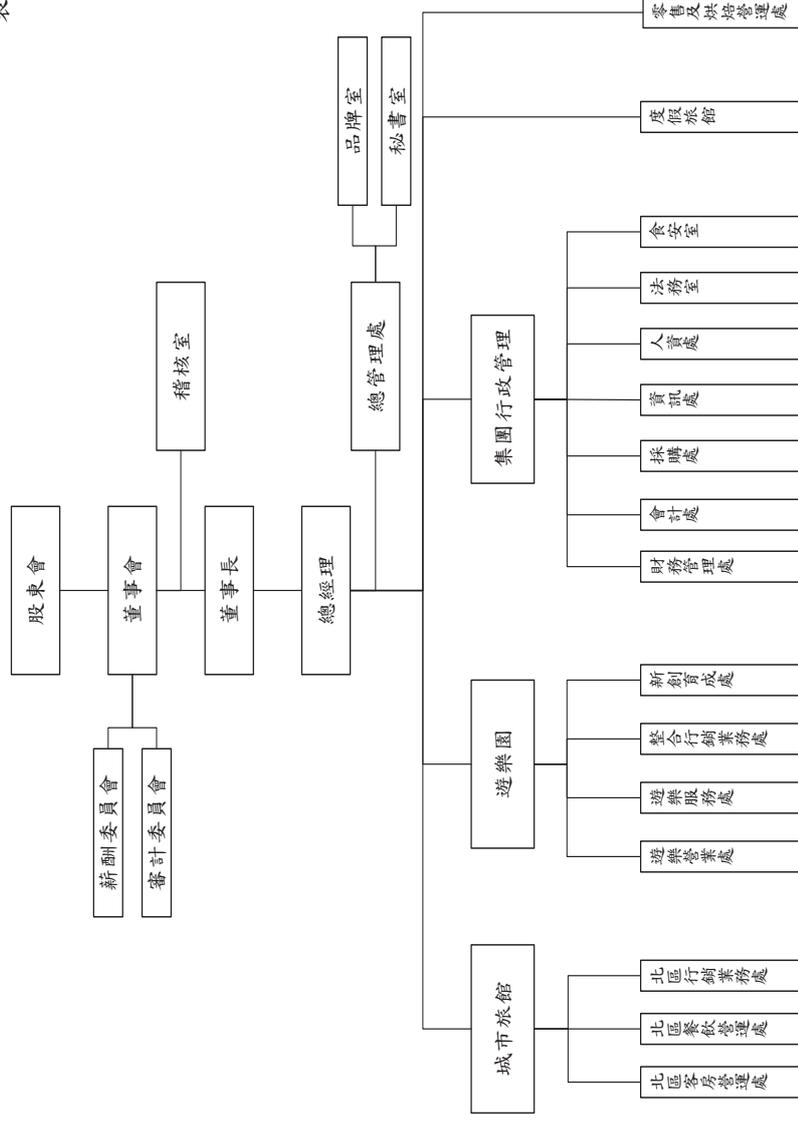 表
股東會
董事會
薪酬委員會
審計委員會
稽核室
董事長
總經理
總管理處
品牌室
秘書室
城市旅館
遊樂園
集團行政管理
北區客房營運處
北區餐飲營運處
北區行銷業務處
遊樂營業處
遊樂服務處
整合行銷業務處
新創育成處
財務管理處
會計處
採購處
資訊處
人資處
法務室
食安室
度假旅館
零售及烘焙營運處